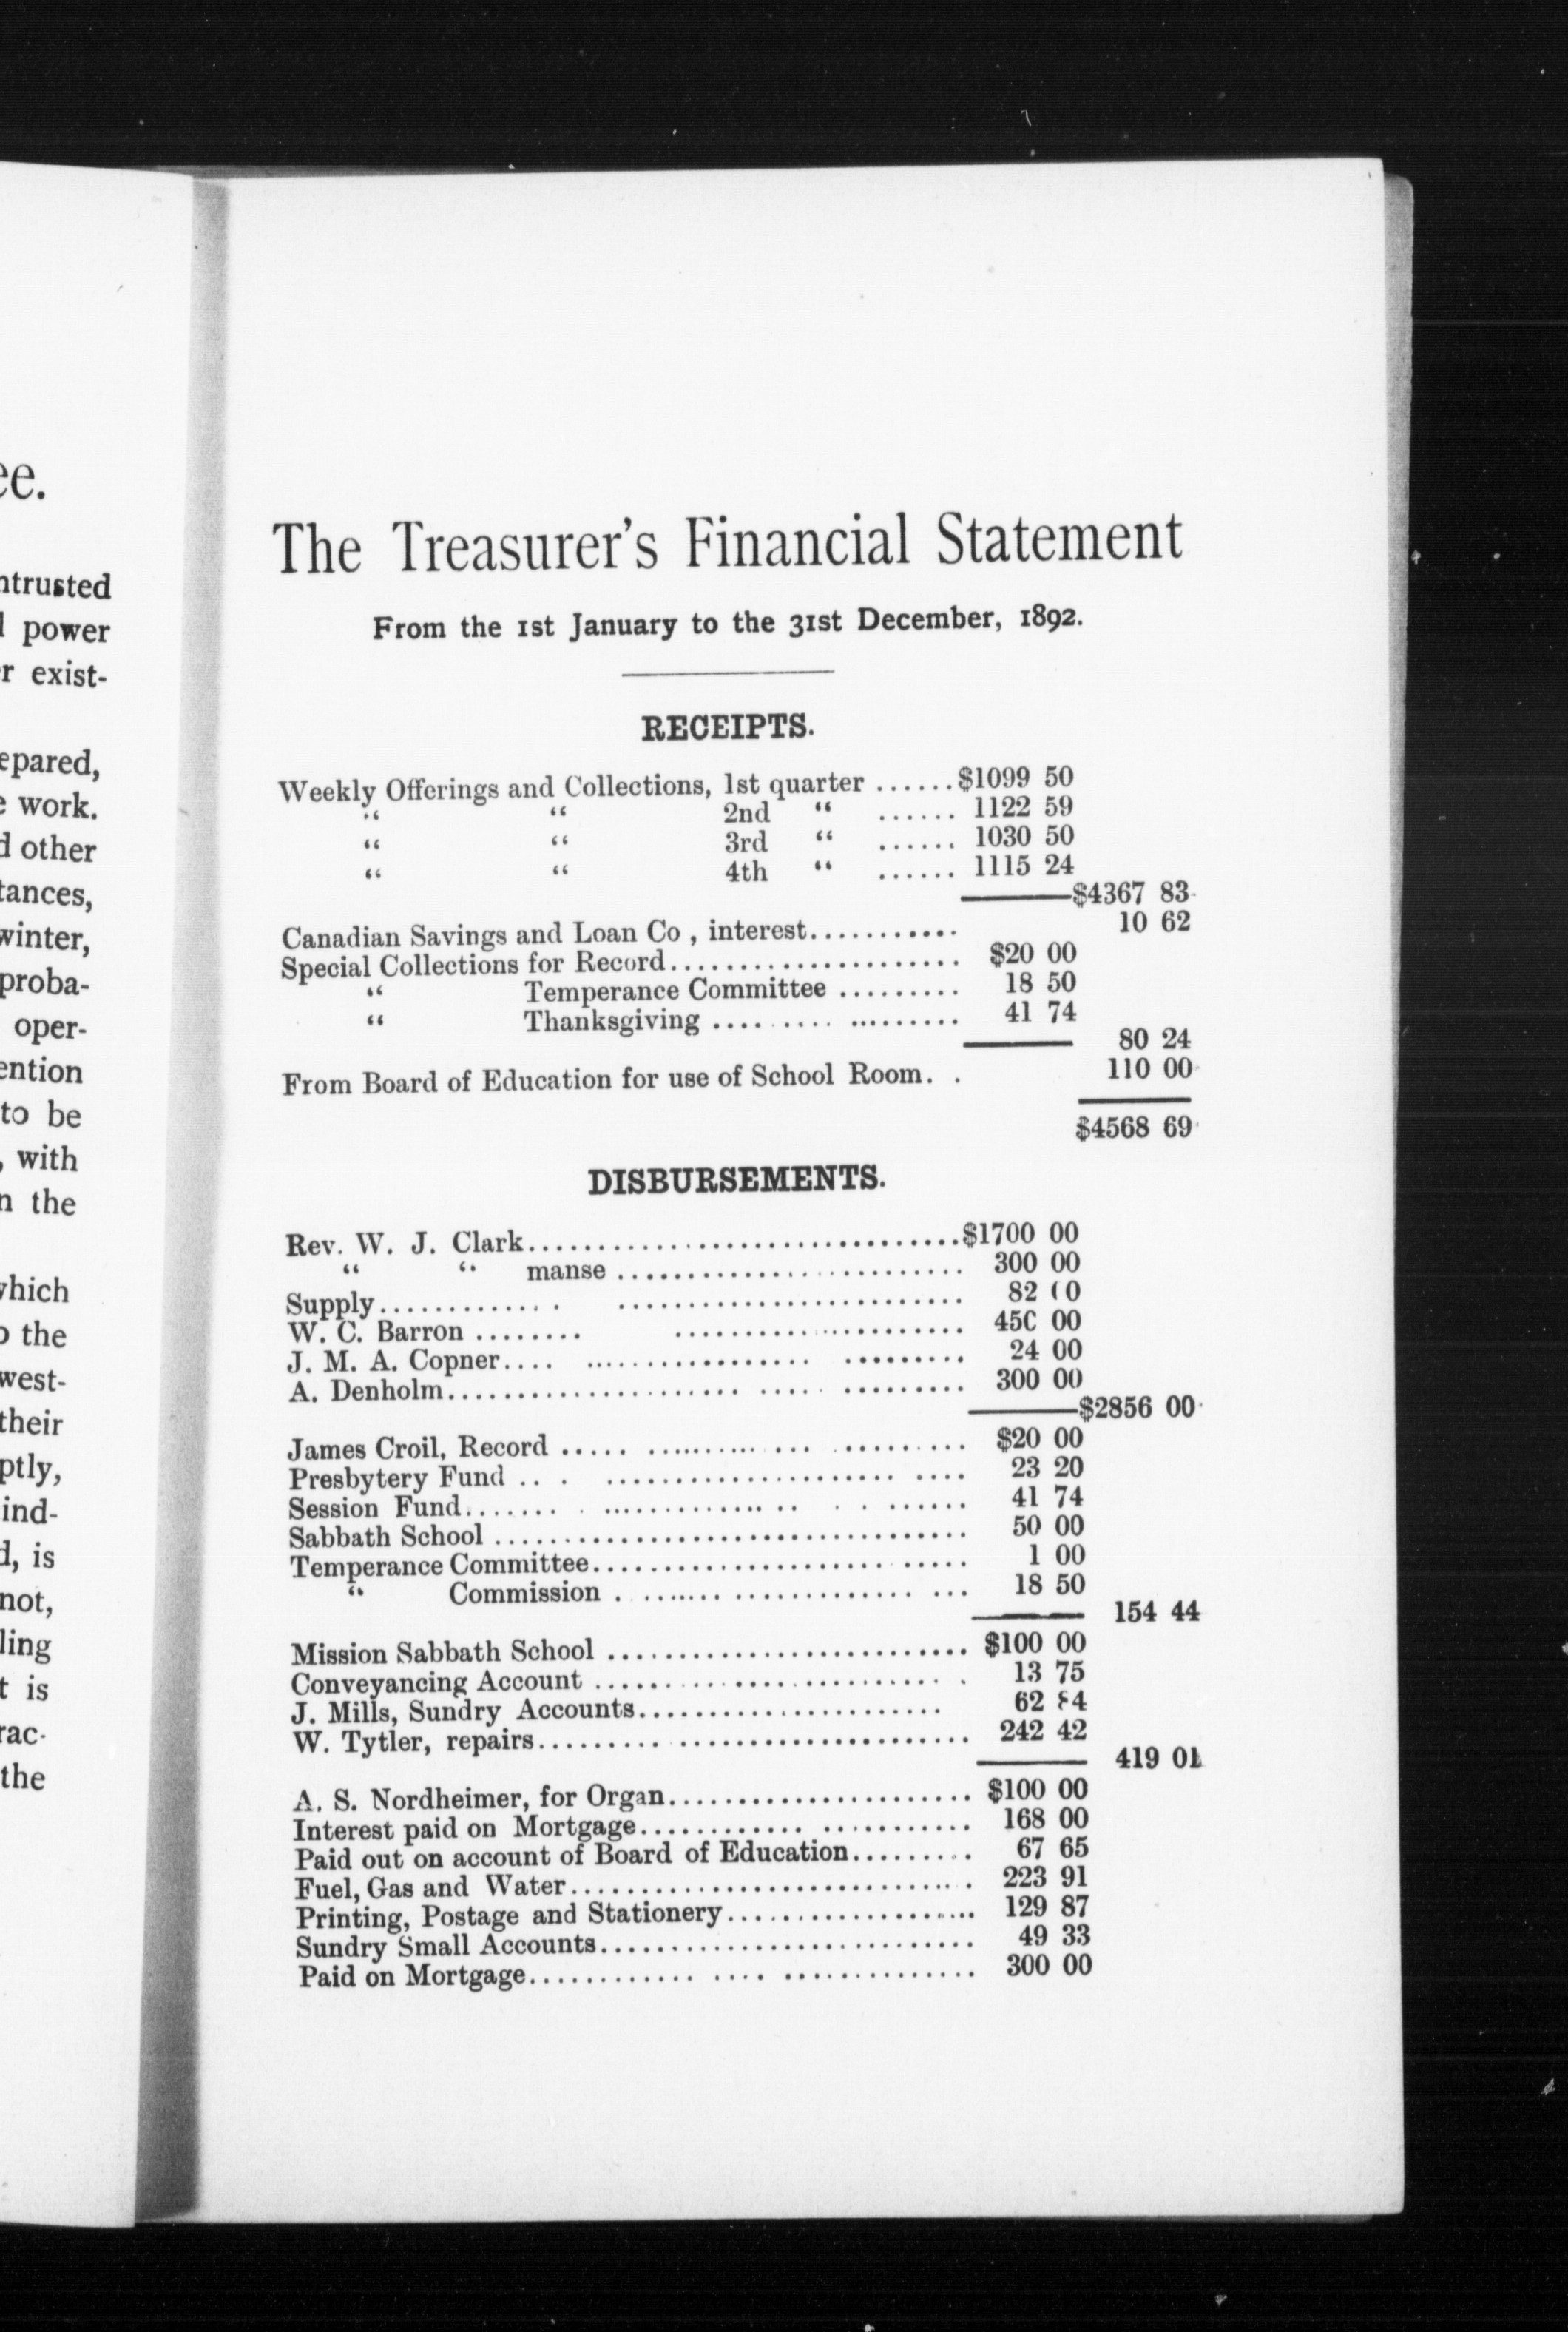 ee.
ntrusted
l power
r exist-
epared,
e work.
d other
tances,
winter,
proba-
oper-
ention
to be
, with
n the
which
o the
west-
their
ptly,
ind-
d, is
not,
ling
t is
rac-
the
The Treasurer's Financial Statement
From the 1st January to the 31st December, 1892.
RECEIPTS.
Weekly Offerings and Collections, 1st quarter ......$1099 50
“ “ 2nd “ ...... 1122 59
“ “ 3rd “ ...... 1030 50
“ “ 4th “ ...... 1115 24
$4367 83
Canadian Savings and Loan Co , interest........... 10 62
Special Collections for Record..................... $20 00
“ Temperance Committee ......... 18 50
“ Thanksgiving .................. 41 74
80 24
From Board of Education for use of School Room. . 110 00
$4568 69
DISBURSEMENTS.
Rev. W. J. Clark...............................$1700 00
“ “ manse ......................... 300 00
Supply..................................... 82 00
W. C. Barron ............................. 450 00
J. M. A. Copner............................. 24 00
A. Denholm................................. 300 00
$2856 00
James Croil, Record ........................... $20 00
Presbytery Fund ............................. 23 20
Session Fund............................... 41 74
Sabbath School ................................. 50 00
Temperance Committee.......................... 1 00
“ Commission ......................... 18 50
154 44
Mission Sabbath School .......................... $100 00
Conveyancing Account .......................... 13 75
J. Mills, Sundry Accounts...................... 62 84
W. Tytler, repairs.............................. 242 42
419 01
A. S. Nordheimer, for Organ...................... $100 00
Interest paid on Mortgage....................... 168 00
Paid out on account of Board of Education......... 67 65
Fuel, Gas and Water............................. 223 91
Printing, Postage and Stationery.................. 129 87
Sundry Small Accounts........................... 49 33
Paid on Mortgage.............................. 300 00